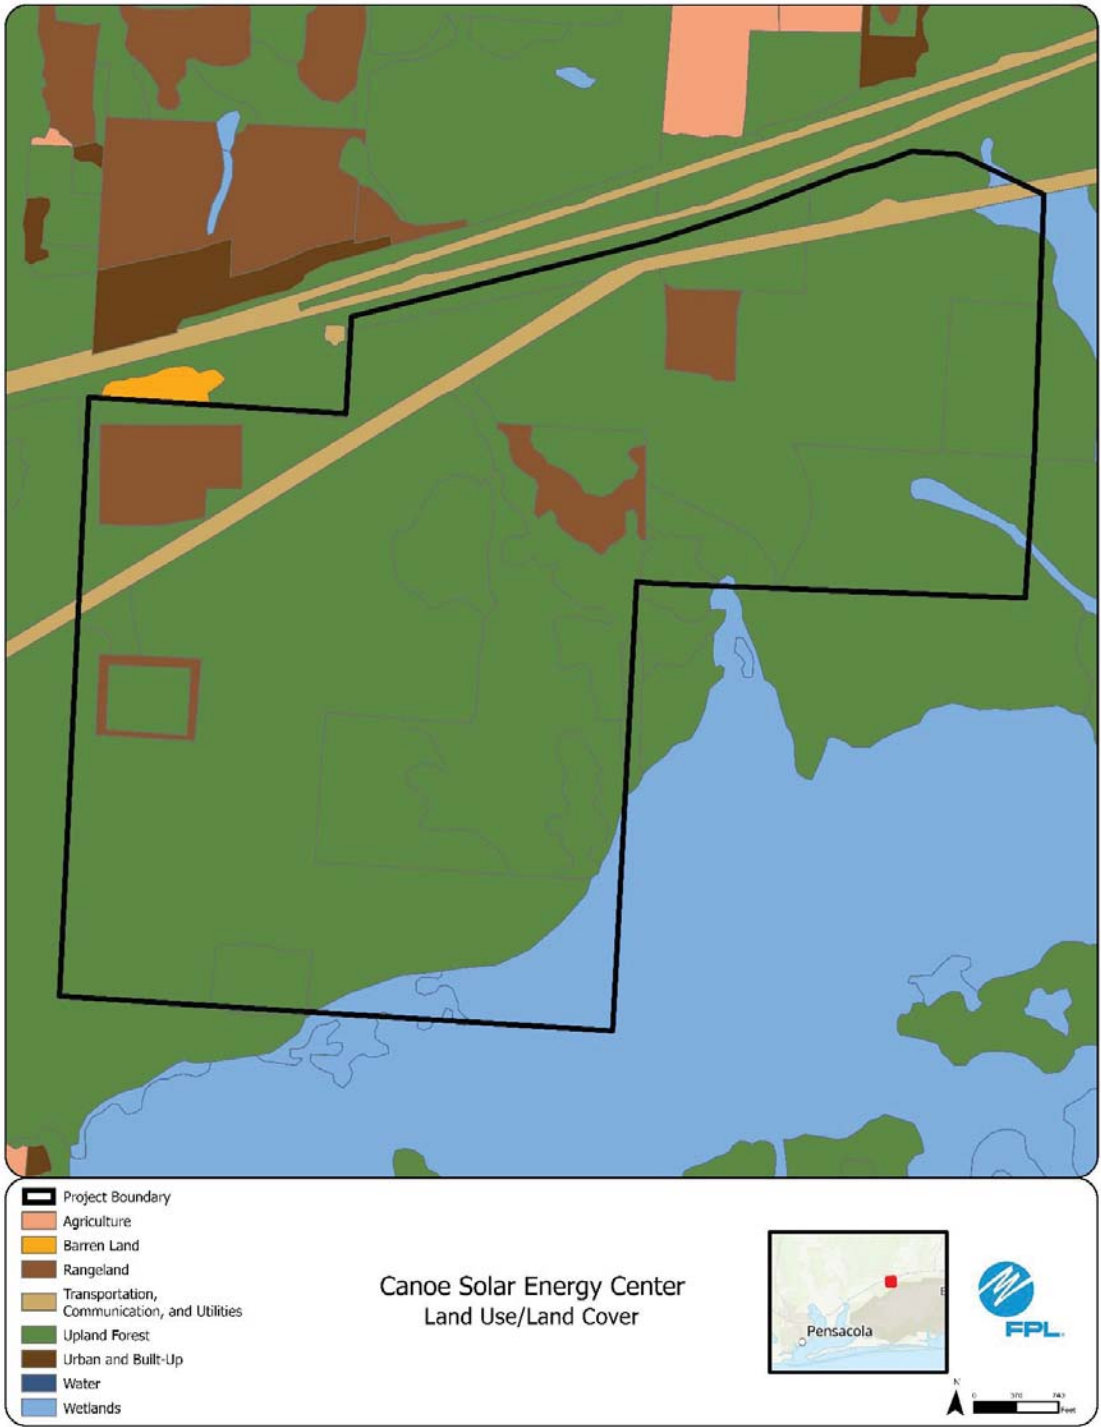 Project Boundary
Agriculture
Barren Land
Rangeland
Transportation,
Communication, and Utilities
Upland Forest
Urban and Built-Up
Water
Wetlands
Canoe Solar Energy Center
Land Use/Land Cover
Pensacola
FPL
N
0
Feet